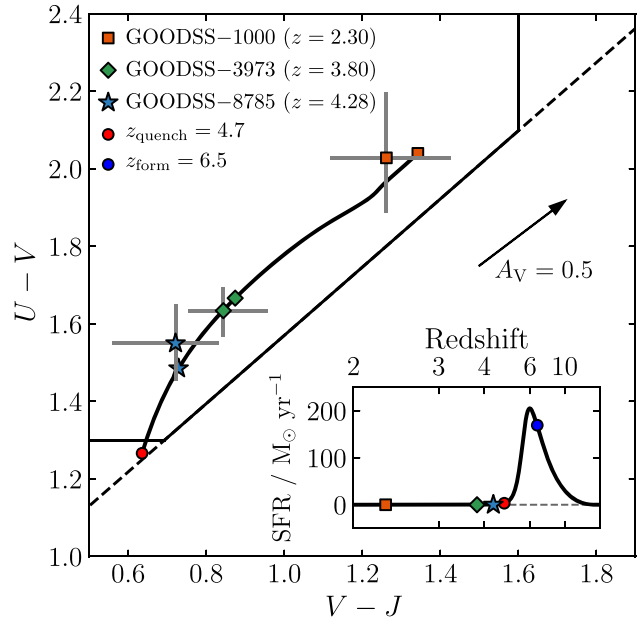 2.4
2.2
2.0
1.8
1.6
1.4
1.2
1.0
U − V
GOODSS−1000 (z = 2.30)
GOODSS−3973 (z = 3.80)
GOODSS−8785 (z = 4.28)
z_quench = 4.7
z_form = 6.5
A_V = 0.5
Redshift
2 3 4 6 10
SFR / M⊙ yr⁻¹
200
100
0
0.6 0.8 1.0 1.2 1.4 1.6 1.8
V − J